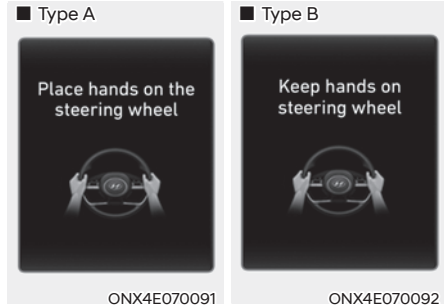 ■ Type A
Place hands on the
steering wheel
ONX4E070091
■ Type B
Keep hands on
steering wheel
ONX4E070092